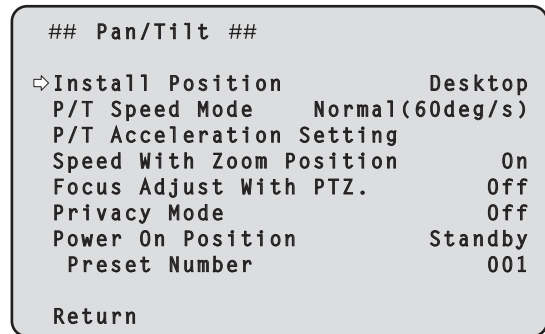 ## Pan/Tilt ##
⇨Install Position Desktop
P/T Speed Mode Normal(60deg/s)
P/T Acceleration Setting
Speed With Zoom Position On
Focus Adjust With PTZ. Off
Privacy Mode Off
Power On Position Standby
Preset Number 001
Return